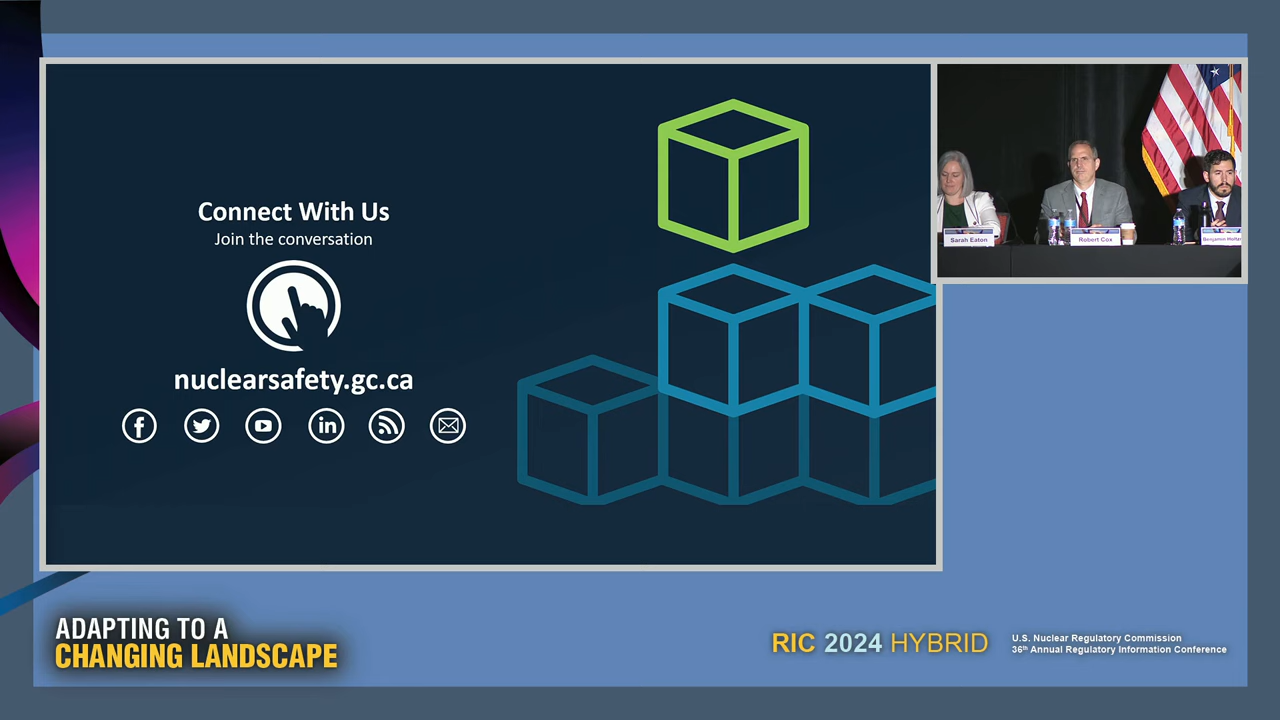 Connect With Us
Join the conversation
nuclearsafety.gc.ca
Sarah Eaton
Robert Cox
Benjamin
ADAPTING TO A
CHANGING LANDSCAPE
RIC 2024 HYBRID
U.S. Nuclear Regulatory Commission
36th Annual Regulatory Information Conference